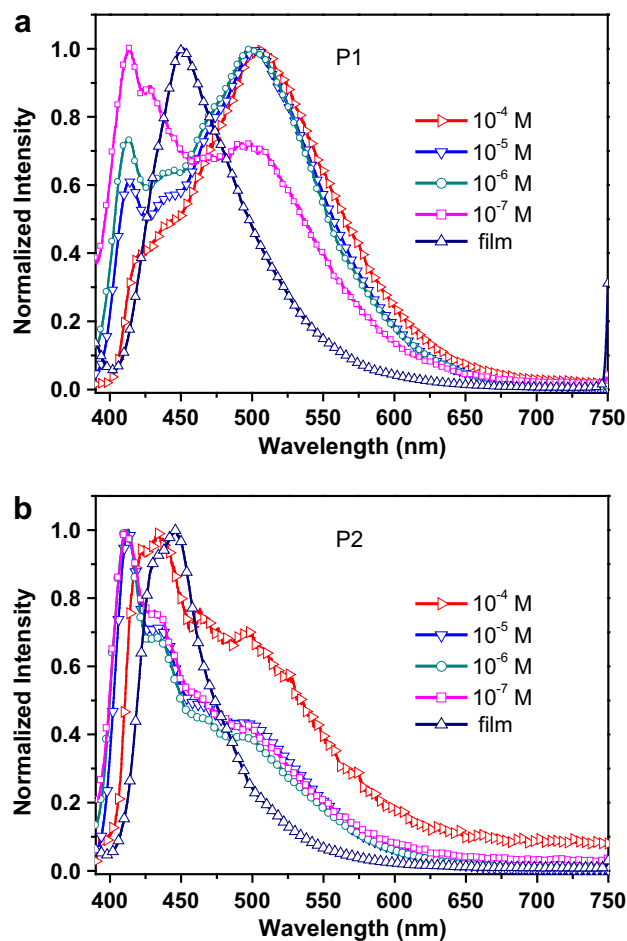 a
P1
1.0
0.8
0.6
0.4
0.2
0.0
Normalized Intensity
10⁻⁴ M
10⁻⁵ M
10⁻⁶ M
10⁻⁷ M
film
400 450 500 550 600 650 700 750
Wavelength (nm)
b
P2
1.0
0.8
0.6
0.4
0.2
0.0
Normalized Intensity
10⁻⁴ M
10⁻⁵ M
10⁻⁶ M
10⁻⁷ M
film
400 450 500 550 600 650 700 750
Wavelength (nm)